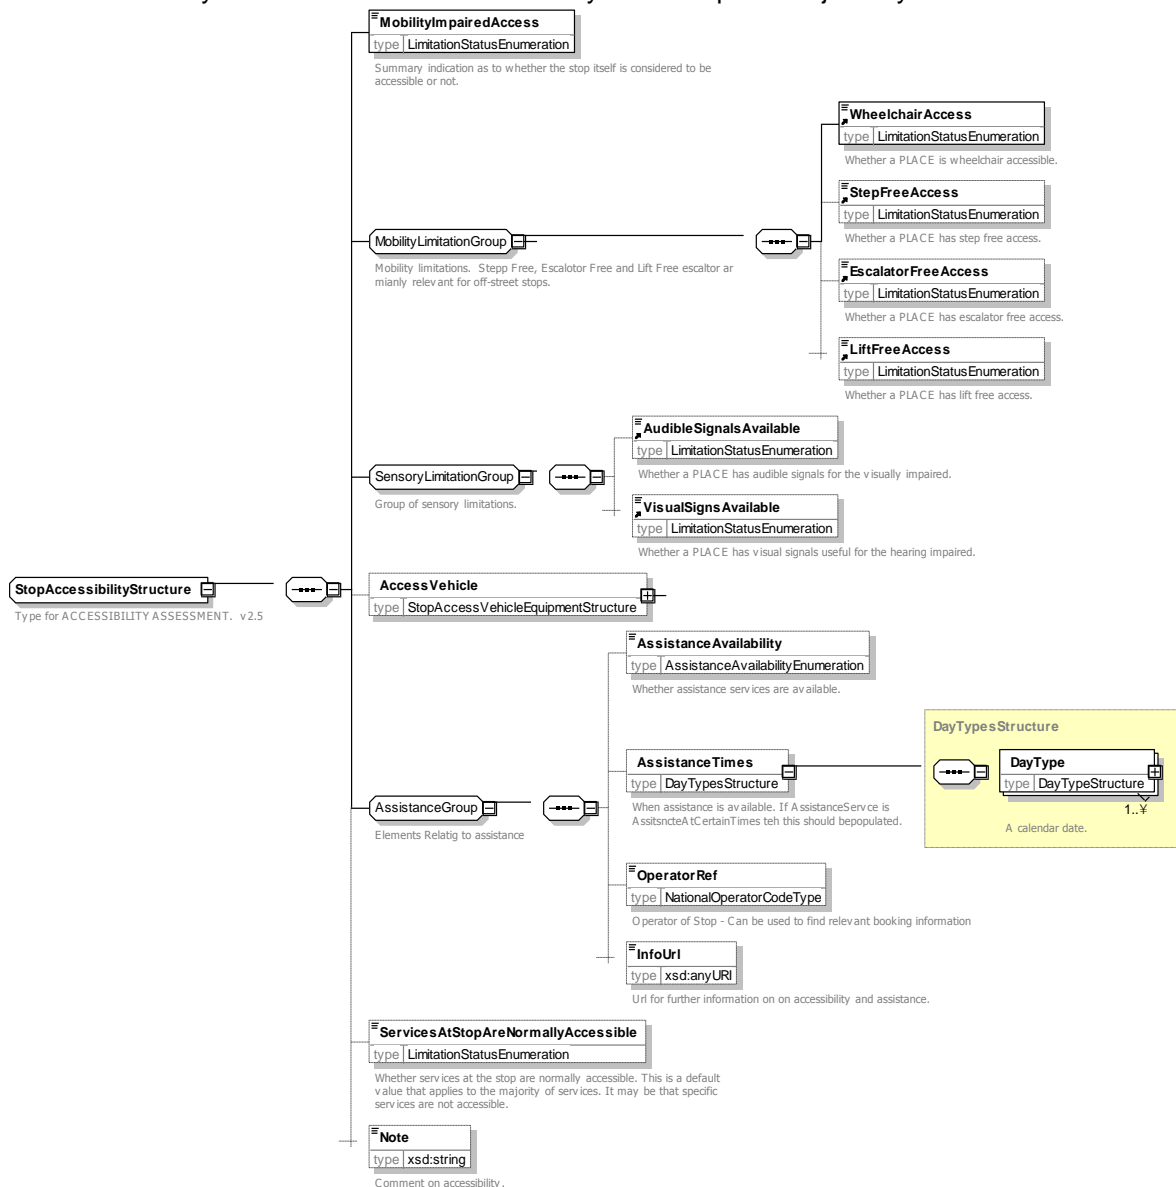 MobilityImpairedAccess
type LimitationStatusEnumeration
Summary indication as to whether the stop itself is considered to be
accessible or not.
WheelchairAccess
type LimitationStatusEnumeration
Whether a PLACE is wheelchair accessible.
StepFreeAccess
type LimitationStatusEnumeration
Whether a PLACE has step free access.
MobilityLimitationGroup
Mobility limitations. Stepp Free, Escalotor Free and Lift Free escaltor ar
mianly relevant for off-street stops.
EscalatorFreeAccess
type LimitationStatusEnumeration
Whether a PLACE has escalator free access.
LiftFreeAccess
type LimitationStatusEnumeration
Whether a PLACE has lift free access.
AudibleSignalsAvailable
type LimitationStatusEnumeration
Whether a PLACE has audible signals for the visually impaired.
SensoryLimitationGroup
Group of sensory limitations.
VisualSignsAvailable
type LimitationStatusEnumeration
Whether a PLACE has visual signals useful for the hearing impaired.
StopAccessibilityStructure
Type for ACCESSIBILITY ASSESSMENT. v2.5
AccessVehicle
type StopAccessVehicleEquipmentStructure
AssistanceAvailability
type AssistanceAvailabilityEnumeration
Whether assistance services are available.
DayTypesStructure
AssistanceTimes
type DayTypesStructure
When assistance is available. If AssistanceServce is
AssitsncteAtCertainTimes teh this should bepopulated.
DayType
type DayTypeStructure
1..¥
A calendar date.
AssistanceGroup
Elements Relatig to assistance
OperatorRef
type NationalOperatorCodeType
Operator of Stop - Can be used to find relevant booking information
InfoUrl
type xsd:anyURI
Url for further information on on accessibility and assistance.
ServicesAtStopAreNormallyAccessible
type LimitationStatusEnumeration
Whether services at the stop are normally accessible. This is a default
value that applies to the majority of services. It may be that specific
services are not accessible.
Note
type xsd:string
Comment on accessibility.